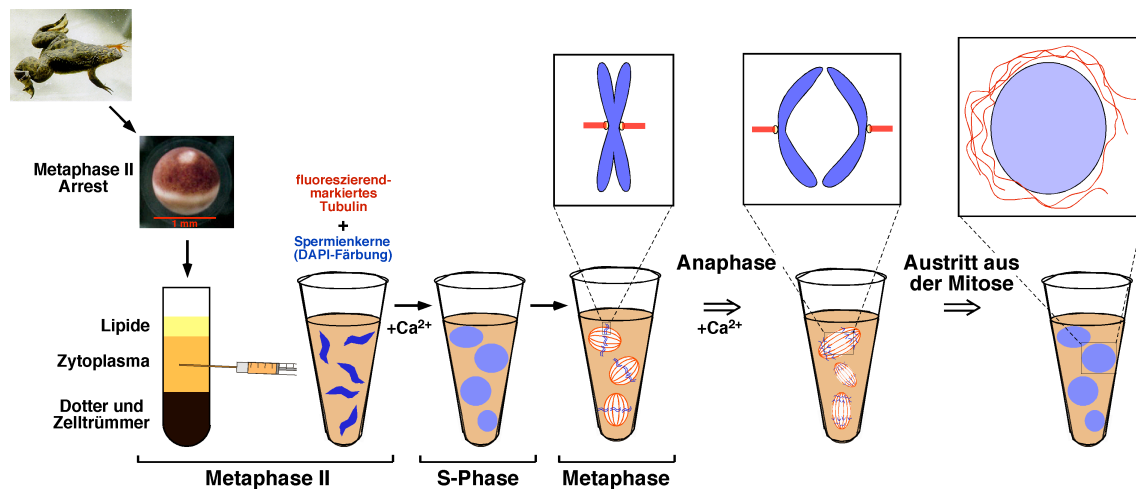 Metaphase II
Arrest
1 mm
fluoreszierend-
markiertes
Tubulin
+
Spermienkerne
(DAPI-Färbung)
Lipide
Zytoplasma
Dotter und
Zelltrümmer
+Ca²⁺
Anaphase
+Ca²⁺
Austritt aus
der Mitose
Metaphase II
S-Phase
Metaphase